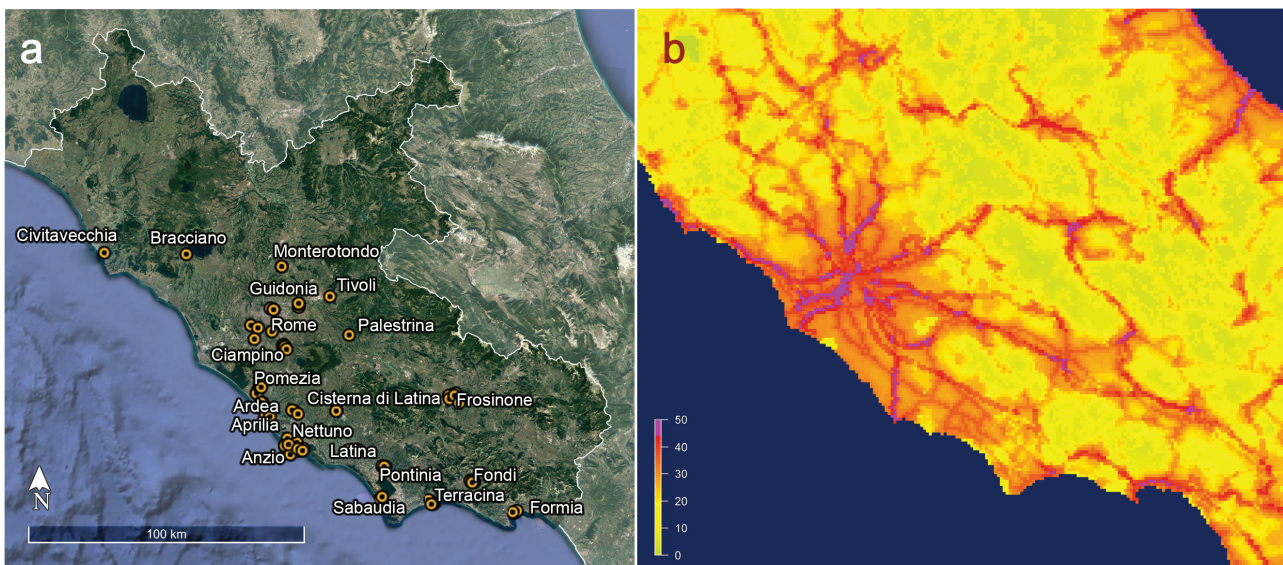 a
Civitavecchia
Bracciano
Monterotondo
Guidonia
Tivoli
Rome
Palestrina
Ciampino
Pomezia
Cisterna di Latina
Frosinone
Ardea
Aprilia
Nettuno
Anzio
Latina
Pontinia
Fondi
Sabaudia
Terracina
Formia
N
100 km
b
50
40
30
20
10
0